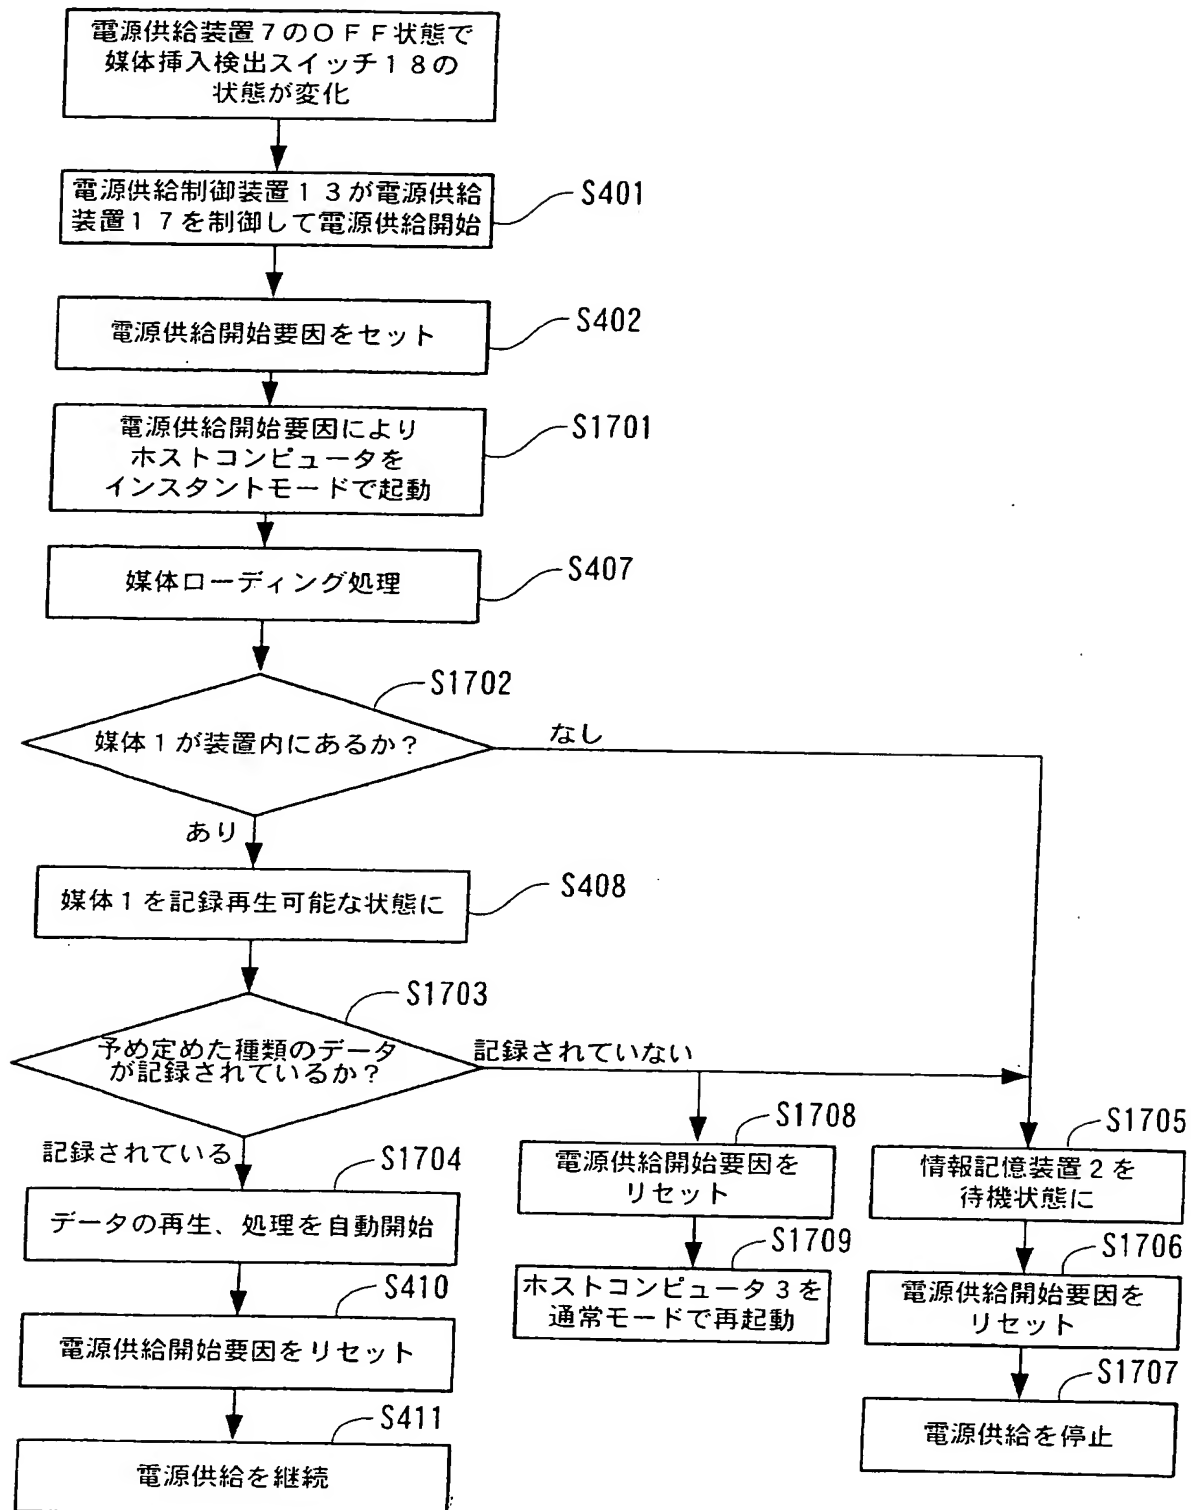 電源供給装置7のOFF状態で
媒体挿入検出スイッチ18の
状態が変化
電源供給制御装置13が電源供給
装置17を制御して電源供給開始
S401
電源供給開始要因をセット
S402
電源供給開始要因により
ホストコンピュータを
インスタントモードで起動
S1701
媒体ローディング処理
S407
S1702
媒体1が装置内にあるか?
なし
あり
媒体1を記録再生可能な状態に
S408
S1703
予め定めた種類のデータ
が記録されているか?
記録されていない
記録されている
S1704
データの再生、処理を自動開始
S410
電源供給開始要因をリセット
S411
電源供給を継続
S1708
電源供給開始要因を
リセット
S1709
ホストコンピュータ3を
通常モードで再起動
S1705
情報記憶装置2を
待機状態に
S1706
電源供給開始要因を
リセット
S1707
電源供給を停止